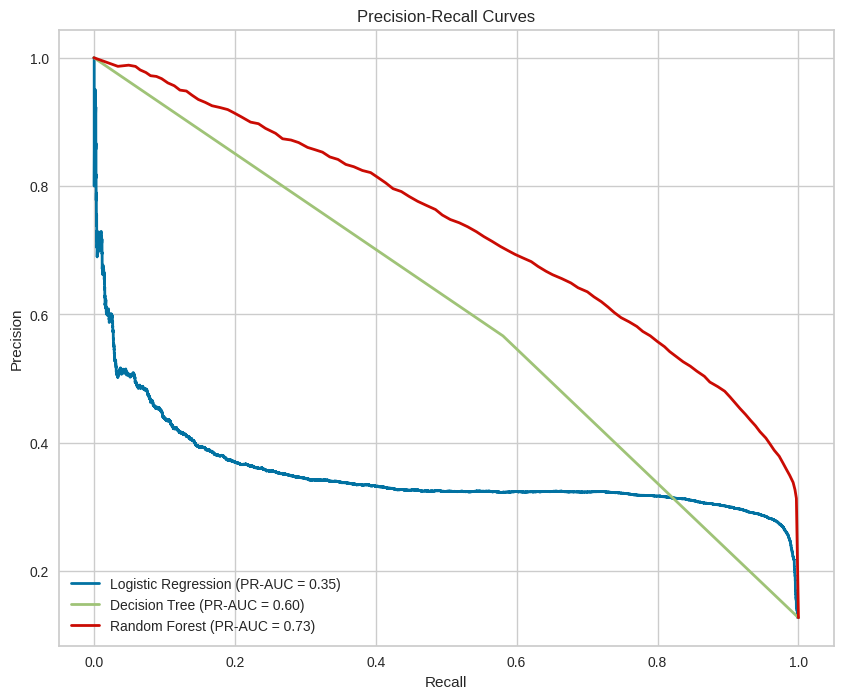 Precision-Recall Curves
Precision
1.0
0.8
0.6
0.4
0.2
Logistic Regression (PR-AUC = 0.35)
Decision Tree (PR-AUC = 0.60)
Random Forest (PR-AUC = 0.73)
0.0 0.2 0.4 0.6 0.8 1.0
Recall